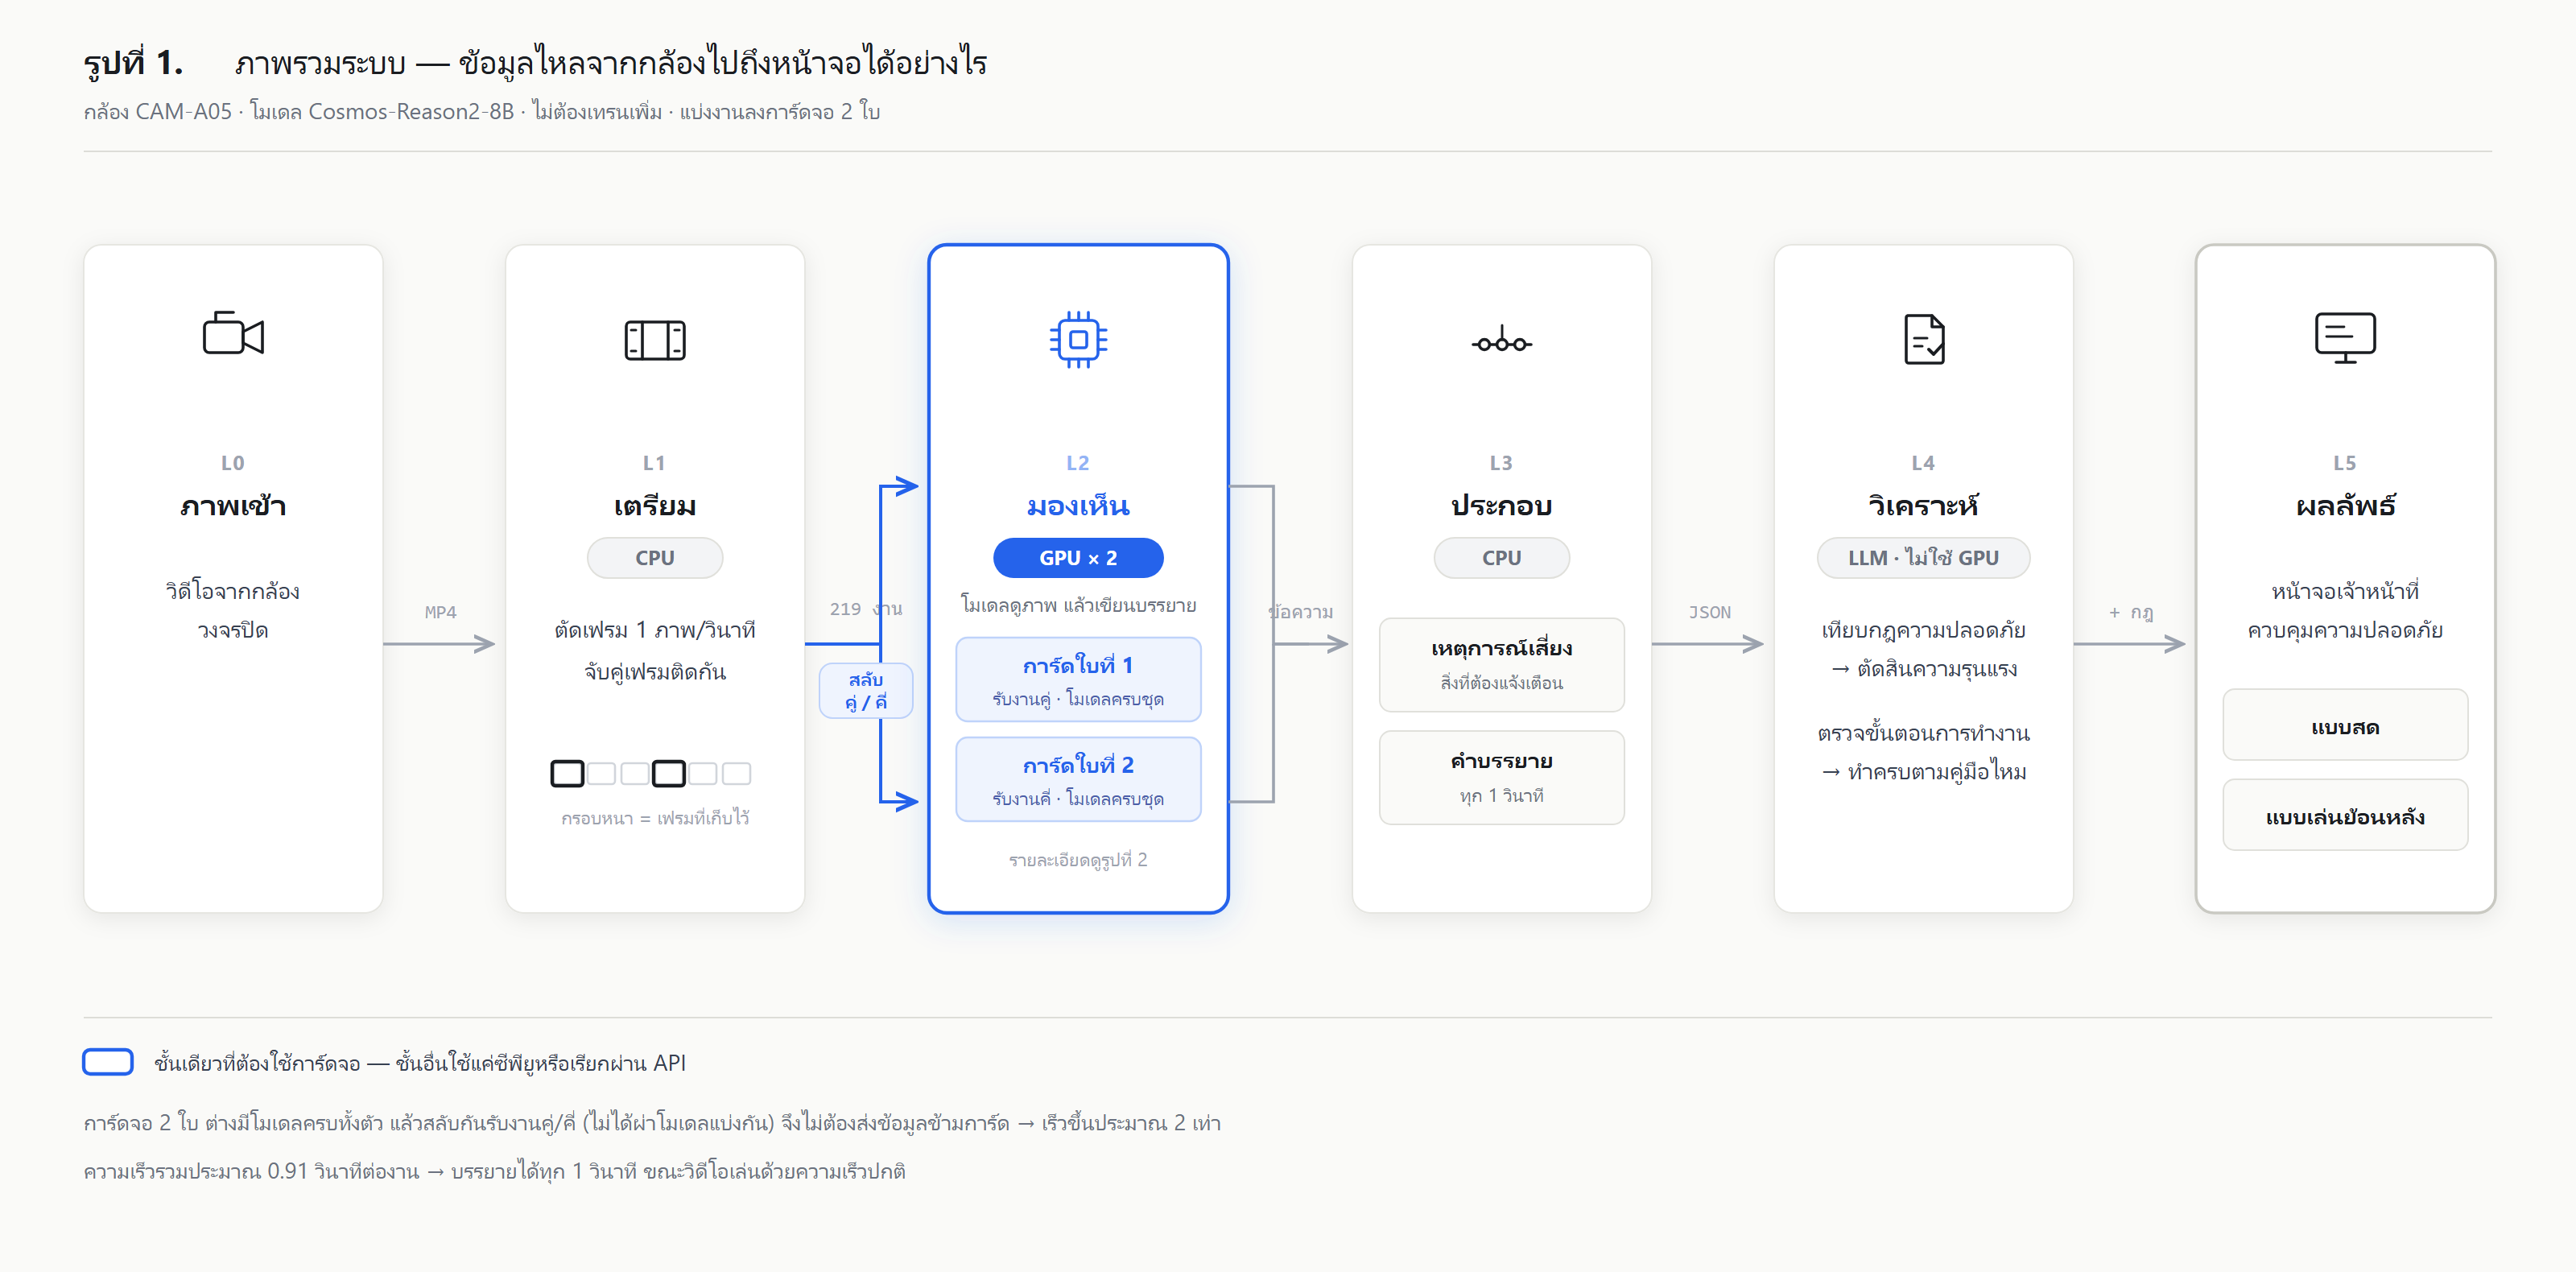 รูปที่ 1. ภาพรวมระบบ — ข้อมูลไหลจากกล้องไปถึงหน้าจอได้อย่างไร
กล้อง CAM-A05 · โมเดล Cosmos-Reason2-8B · ไม่ต้องเทรนเพิ่ม · แบ่งงานลงการ์ดจอ 2 ใบ
L0
ภาพเข้า
วิดีโอจากกล้อง
วงจรปิด
MP4
L1
เตรียม
CPU
ตัดเฟรม 1 ภาพ/วินาที
จับคู่เฟรมติดกัน
กรอบหนา = เฟรมที่เก็บไว้
219 งาน
สลับ
คู่ / คี่
L2
มองเห็น
GPU × 2
โมเดลดูภาพ แล้วเขียนบรรยาย
การ์ดใบที่ 1
รับงานคู่ · โมเดลครบชุด
การ์ดใบที่ 2
รับงานคี่ · โมเดลครบชุด
รายละเอียดดูรูปที่ 2
ข้อความ
L3
ประกอบ
CPU
เหตุการณ์เสี่ยง
สิ่งที่ต้องแจ้งเตือน
คำบรรยาย
ทุก 1 วินาที
JSON
L4
วิเคราะห์
LLM · ไม่ใช้ GPU
เทียบกฎความปลอดภัย
→ ตัดสินความรุนแรง
ตรวจขั้นตอนการทำงาน
→ ทำครบตามคู่มือไหม
+ กฎ
L5
ผลลัพธ์
หน้าจอเจ้าหน้าที่
ควบคุมความปลอดภัย
แบบสด
แบบเล่นย้อนหลัง
ชั้นเดียวที่ต้องใช้การ์ดจอ — ชั้นอื่นใช้แค่ซีพียูหรือเรียกผ่าน API
การ์ดจอ 2 ใบ ต่างมีโมเดลครบทั้งตัว แล้วสลับกันรับงานคู่/คี่ (ไม่ได้ผ่าโมเดลแบ่งกัน) จึงไม่ต้องส่งข้อมูลข้ามการ์ด → เร็วขึ้นประมาณ 2 เท่า
ความเร็วรวมประมาณ 0.91 วินาทีต่องาน → บรรยายได้ทุก 1 วินาที ขณะวิดีโอเล่นด้วยความเร็วปกติ